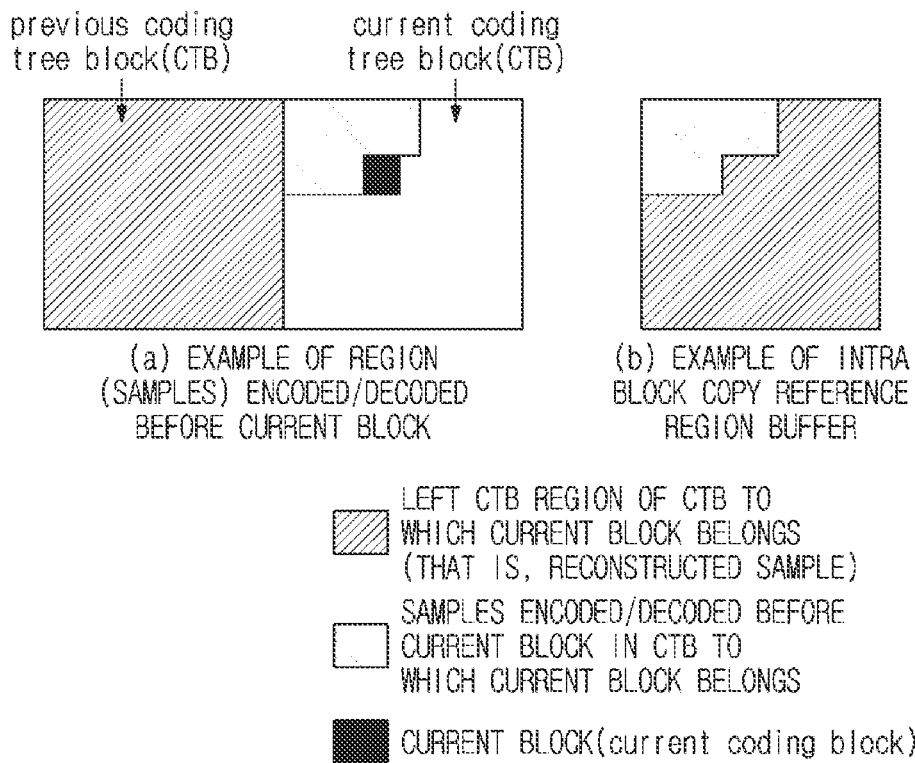 previous coding
tree block(CTB)
current coding
tree block(CTB)
(a) EXAMPLE OF REGION
(SAMPLES) ENCODED/DECODED
BEFORE CURRENT BLOCK
(b) EXAMPLE OF INTRA
BLOCK COPY REFERENCE
REGION BUFFER
LEFT CTB REGION OF CTB TO
WHICH CURRENT BLOCK BELONGS
(THAT IS, RECONSTRUCTED SAMPLE)
SAMPLES ENCODED/DECODED BEFORE
CURRENT BLOCK IN CTB TO
WHICH CURRENT BLOCK BELONGS
CURRENT BLOCK(current coding block)